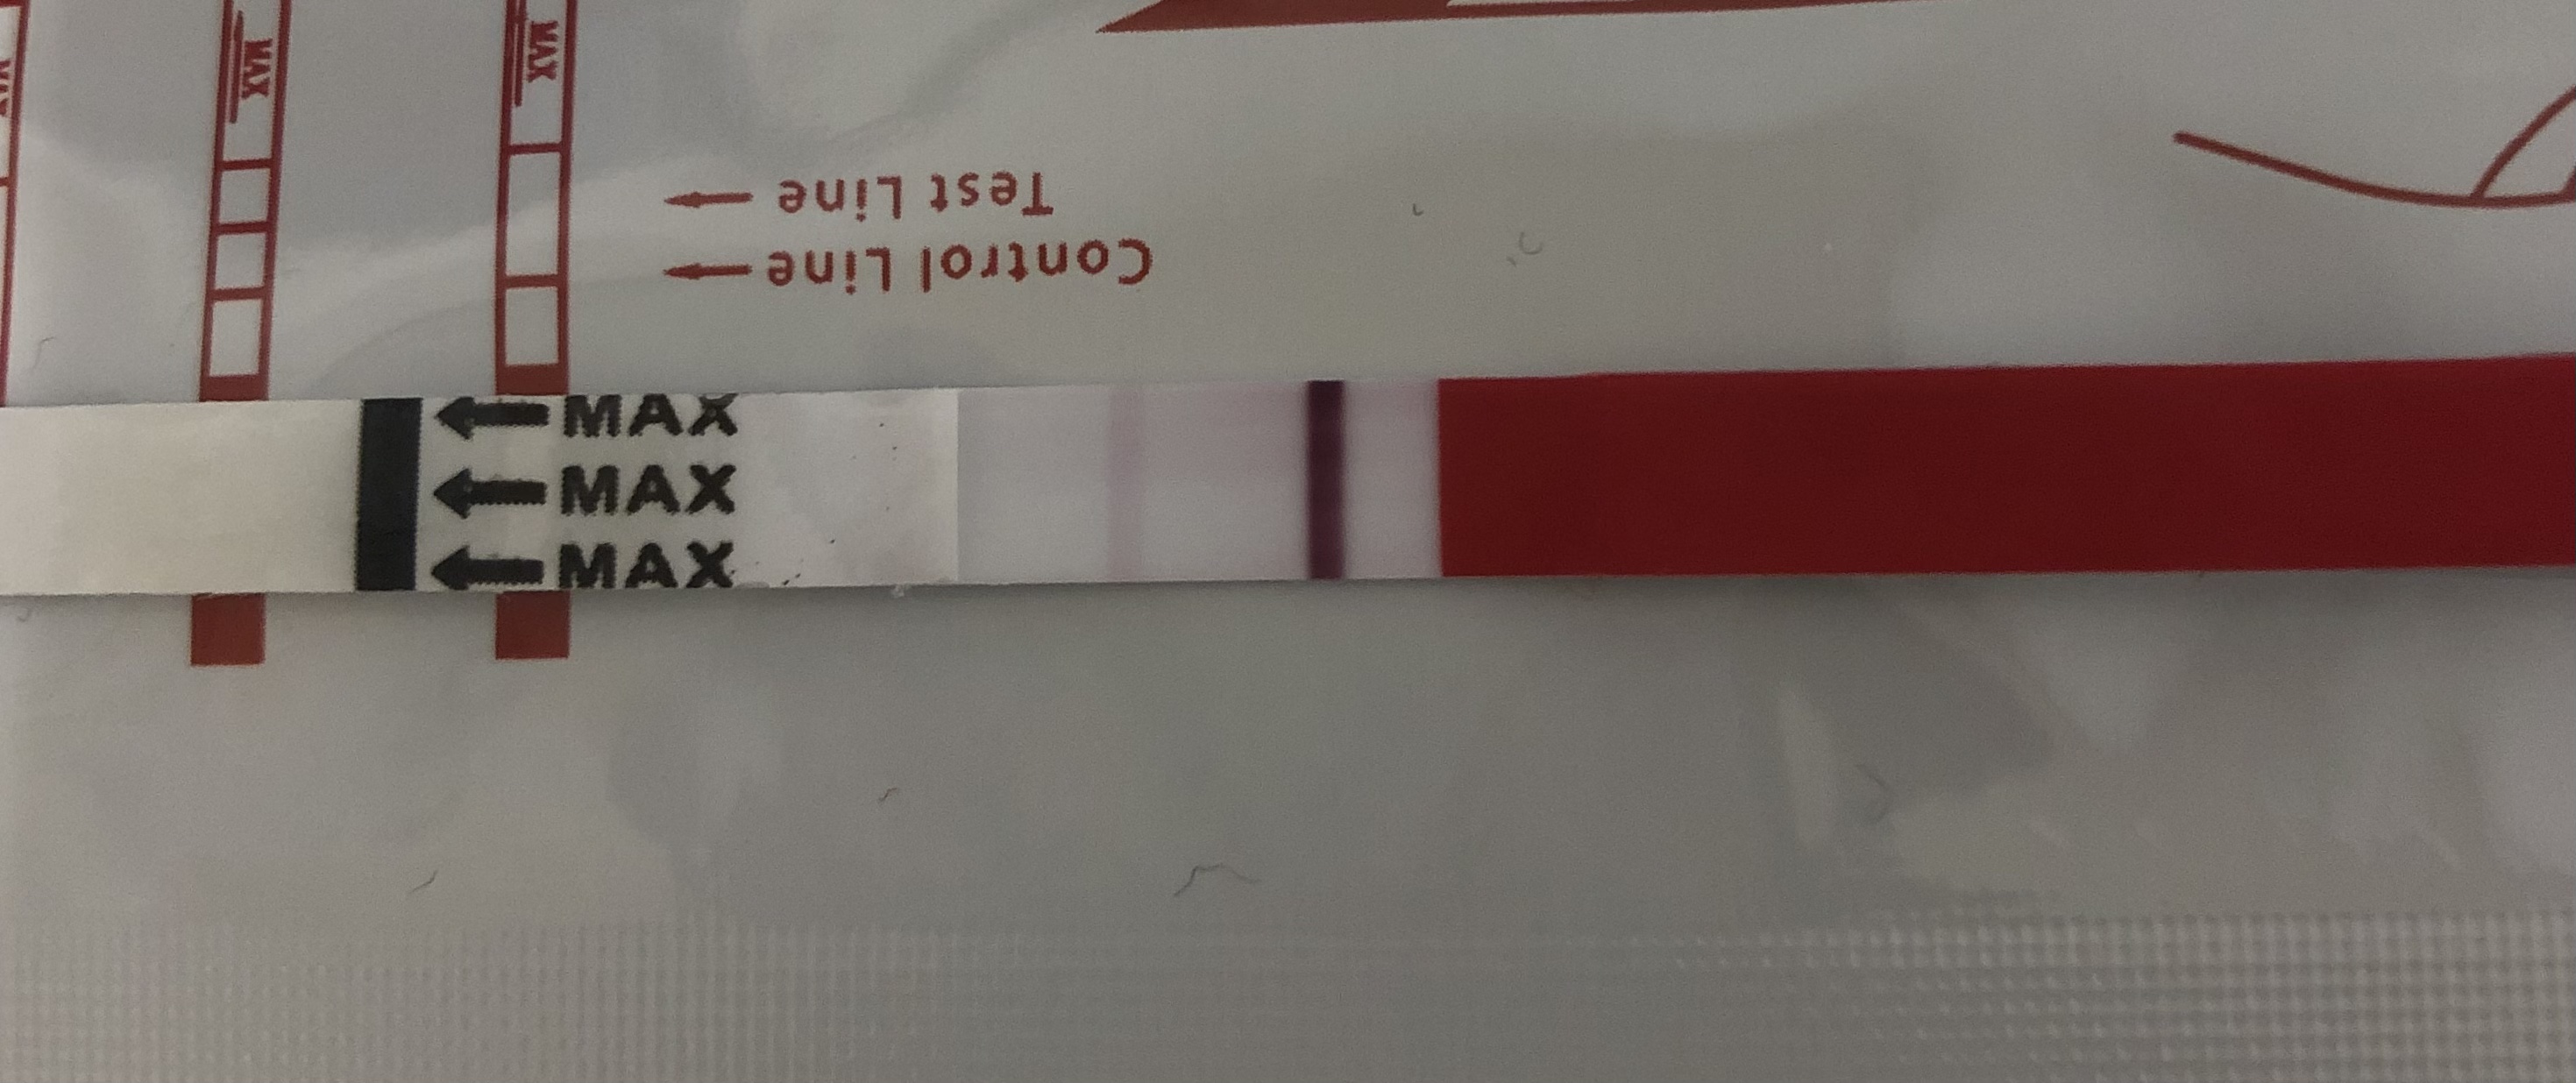 MAX
MAX
Test Line
Control Line
MAX
MAX
MAX